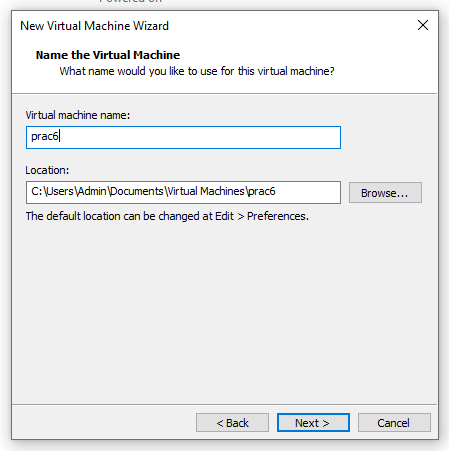 Powered on
New Virtual Machine Wizard
Name the Virtual Machine
What name would you like to use for this virtual machine?
Virtual machine name:
prac6
Location:
C:\Users\Admin\Documents\Virtual Machines\prac6
Browse...
The default location can be changed at Edit > Preferences.
< Back
Next >
Cancel